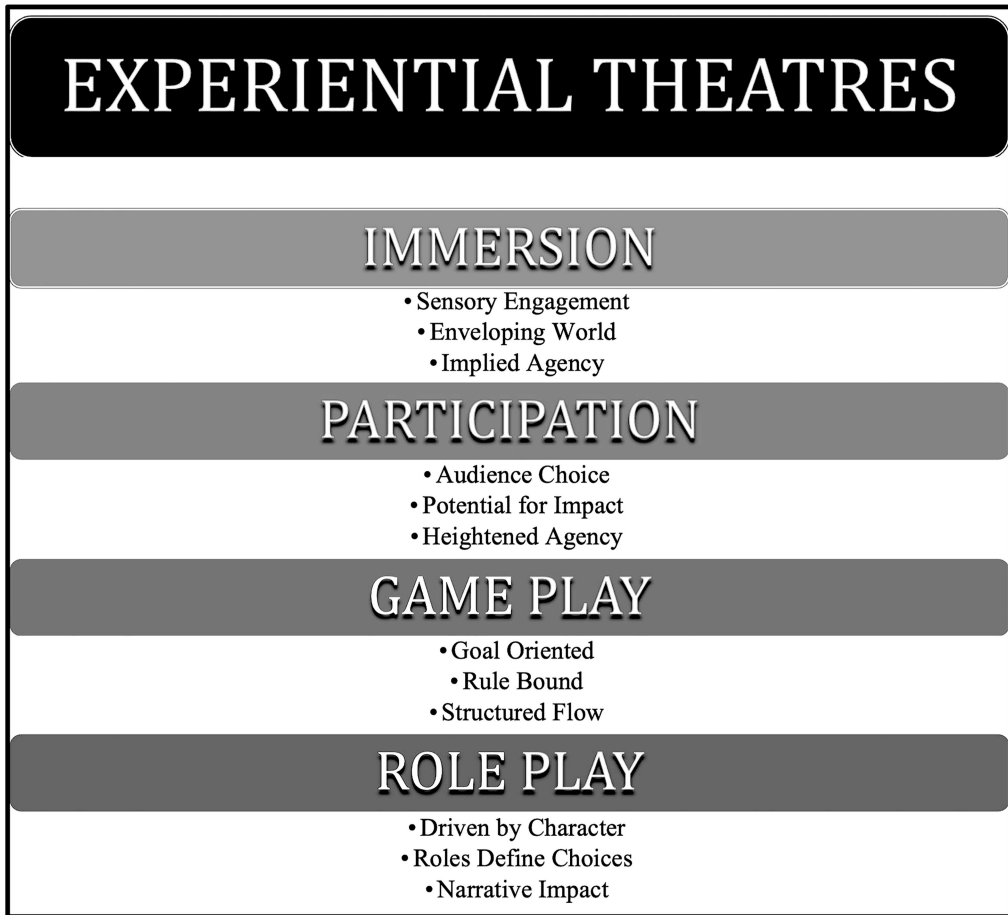 EXPERIENTIAL THEATRES
IMMERSION
• Sensory Engagement
• Enveloping World
• Implied Agency
PARTICIPATION
• Audience Choice
• Potential for Impact
• Heightened Agency
GAME PLAY
• Goal Oriented
• Rule Bound
• Structured Flow
ROLE PLAY
• Driven by Character
• Roles Define Choices
• Narrative Impact